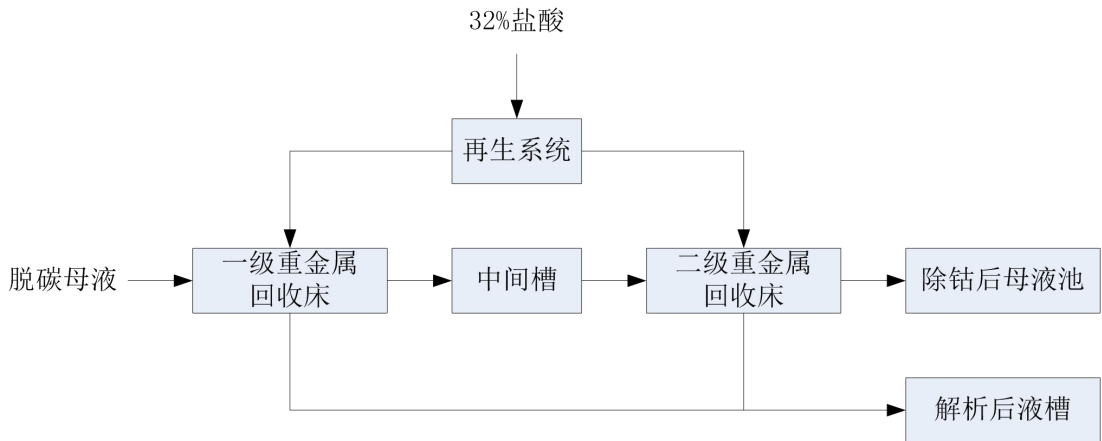 32%盐酸
再生系统
脱碳母液
一级重金属
回收床
中间槽
二级重金属
回收床
除钴后母液池
解析后液槽